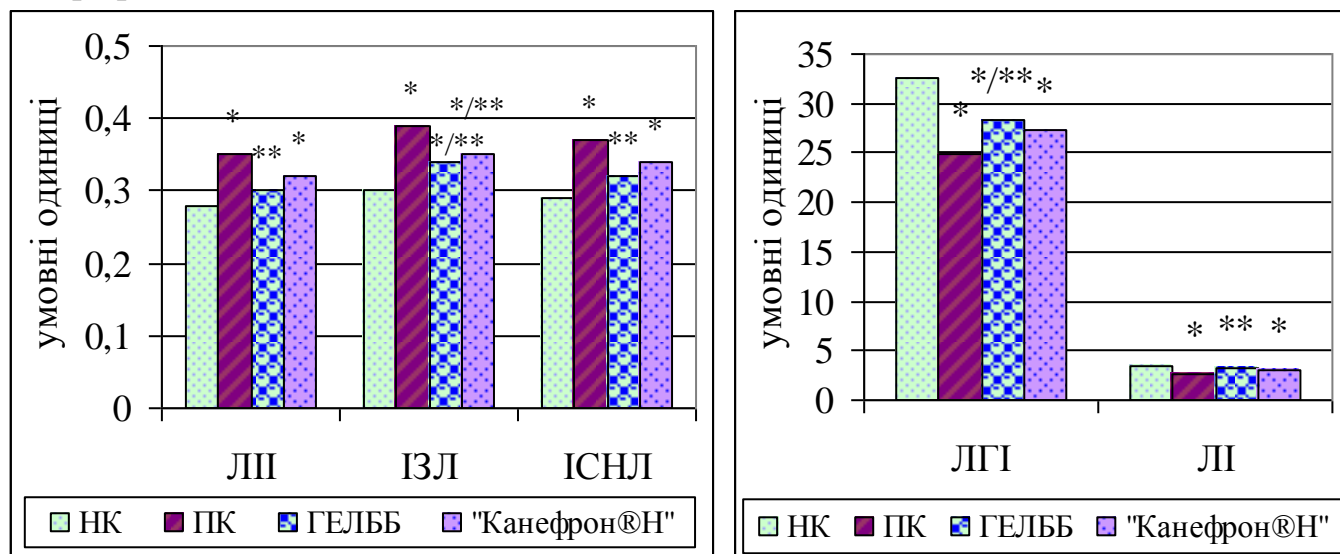 умовні одиниці
0,5
0,4
0,3
0,2
0,1
0
* ** *
* */** */**
* ** *
ЛІІ ІЗЛ ІСНЛ
НК ПК ГЕЛББ "Канефрон®Н"
умовні одиниці
35
30
25
20
15
10
5
0
* */** *
* ** *
ЛГІ ЛІ
НК ПК ГЕЛББ "Канефрон®Н"